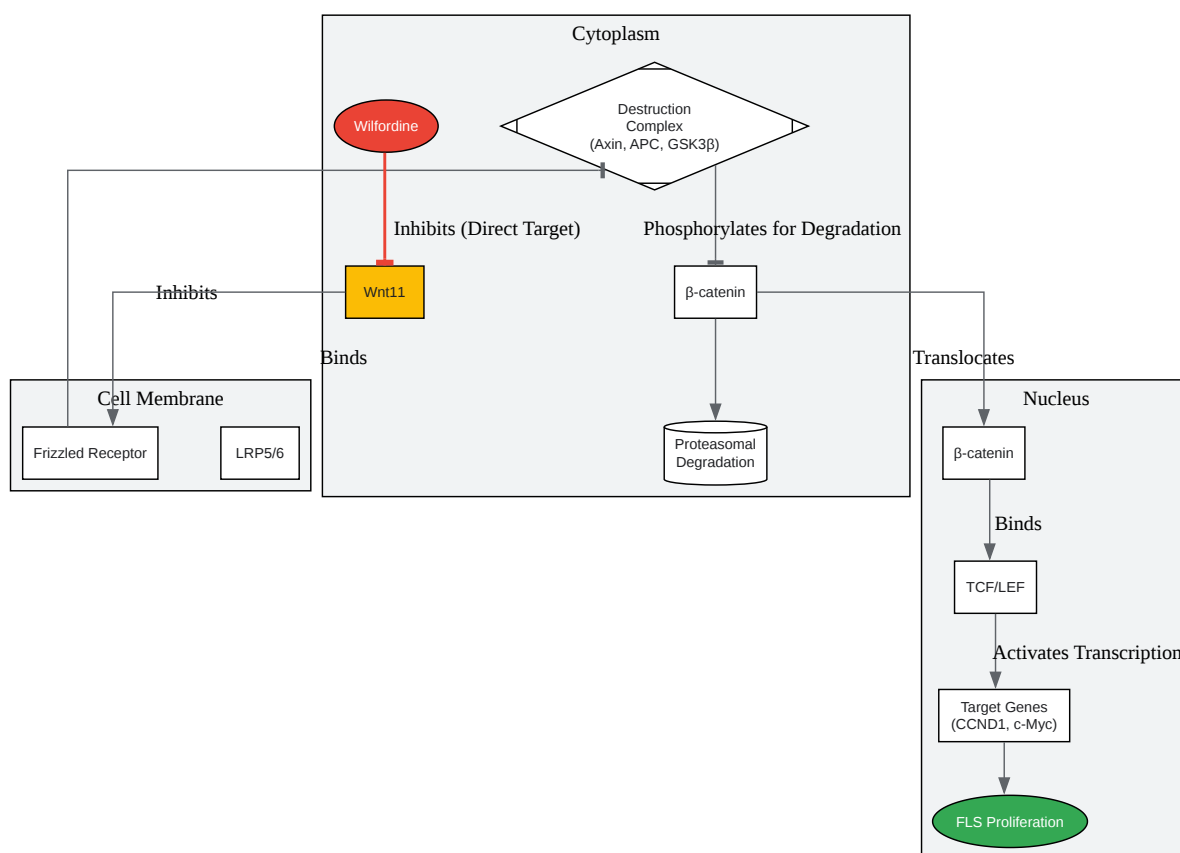 Cytoplasm
Destruction
Complex
(Axin, APC, GSK3β)
Wilfordine
Inhibits (Direct Target)
Phosphorylates for Degradation
Wnt11
β-catenin
Inhibits
Binds
Translocates
Cell Membrane
Frizzled Receptor
LRP5/6
Proteasomal
Degradation
Nucleus
β-catenin
Binds
TCF/LEF
Activates Transcription
Target Genes
(CCND1, c-Myc)
FLS Proliferation